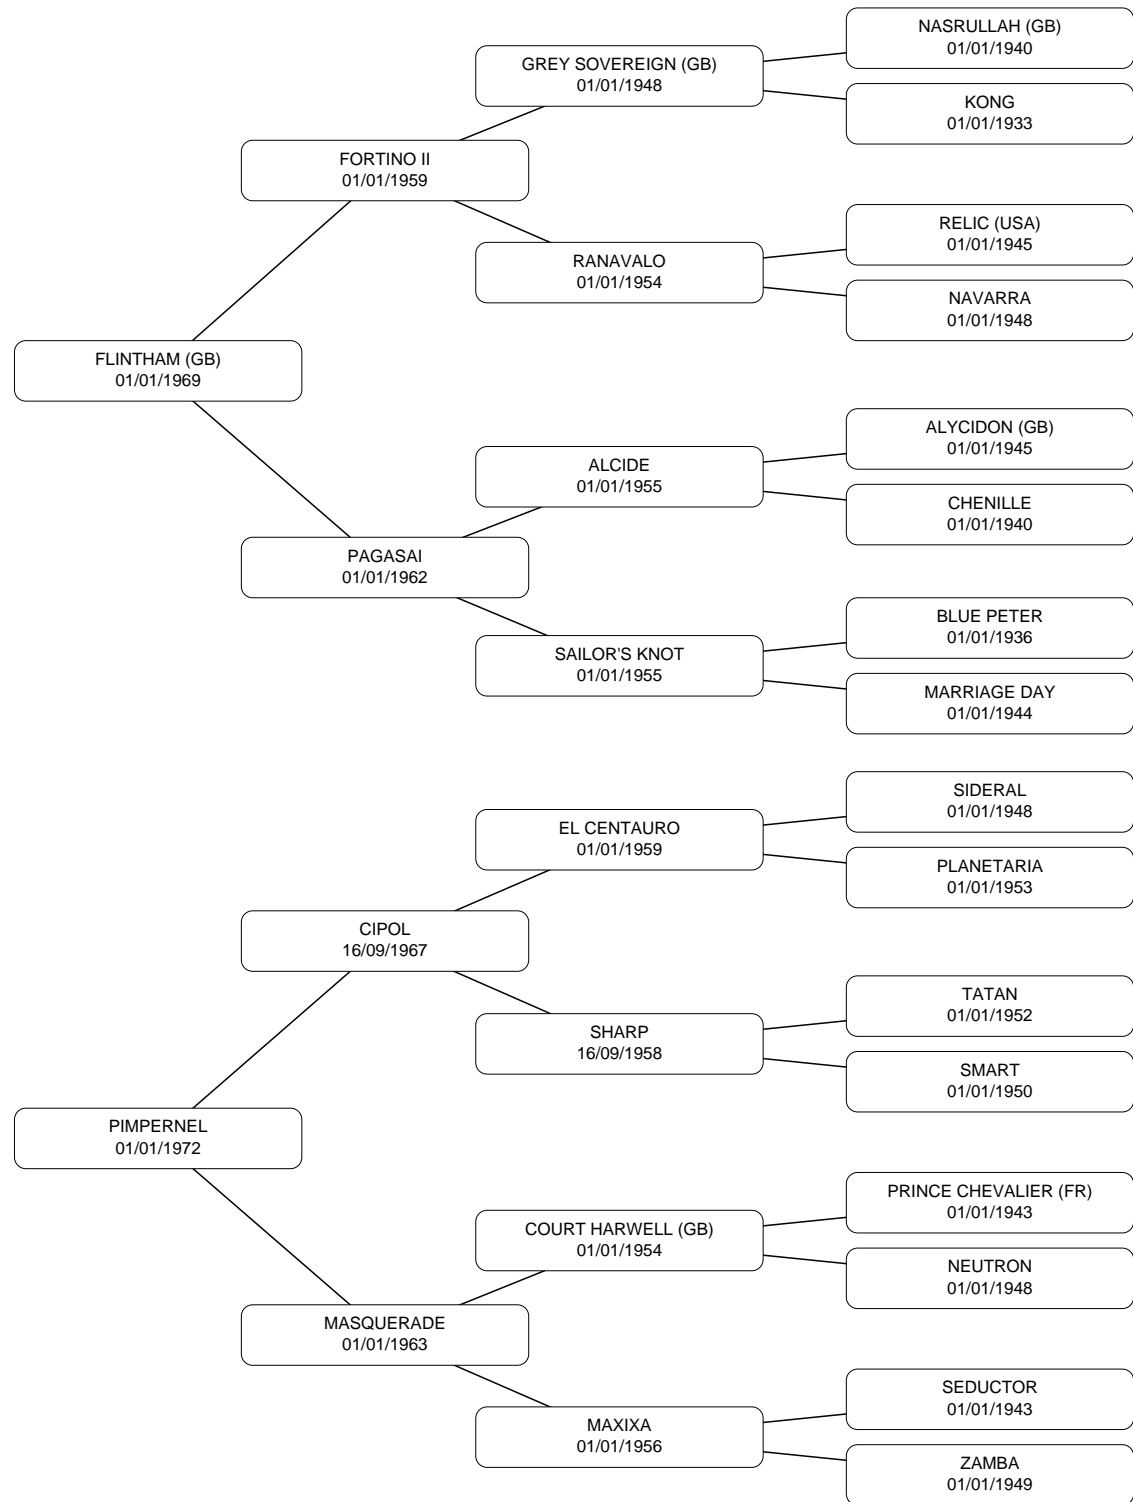 NASRULLAH (GB)
01/01/1940
GREY SOVEREIGN (GB)
01/01/1948
KONG
01/01/1933
FORTINO II
01/01/1959
RELIC (USA)
01/01/1945
RANAVALO
01/01/1954
NAVARRA
01/01/1948
FLINTHAM (GB)
01/01/1969
ALYCIDON (GB)
01/01/1945
ALCIDE
01/01/1955
CHENILLE
01/01/1940
PAGASAI
01/01/1962
BLUE PETER
01/01/1936
SAILOR'S KNOT
01/01/1955
MARRIAGE DAY
01/01/1944
SIDERAL
01/01/1948
EL CENTAURO
01/01/1959
PLANETARIA
01/01/1953
CIPOL
16/09/1967
TATAN
01/01/1952
SHARP
16/09/1958
SMART
01/01/1950
PIMPERNEL
01/01/1972
PRINCE CHEVALIER (FR)
01/01/1943
COURT HARWELL (GB)
01/01/1954
NEUTRON
01/01/1948
MASQUERADE
01/01/1963
SEDUCTOR
01/01/1943
MAXIXA
01/01/1956
ZAMBA
01/01/1949